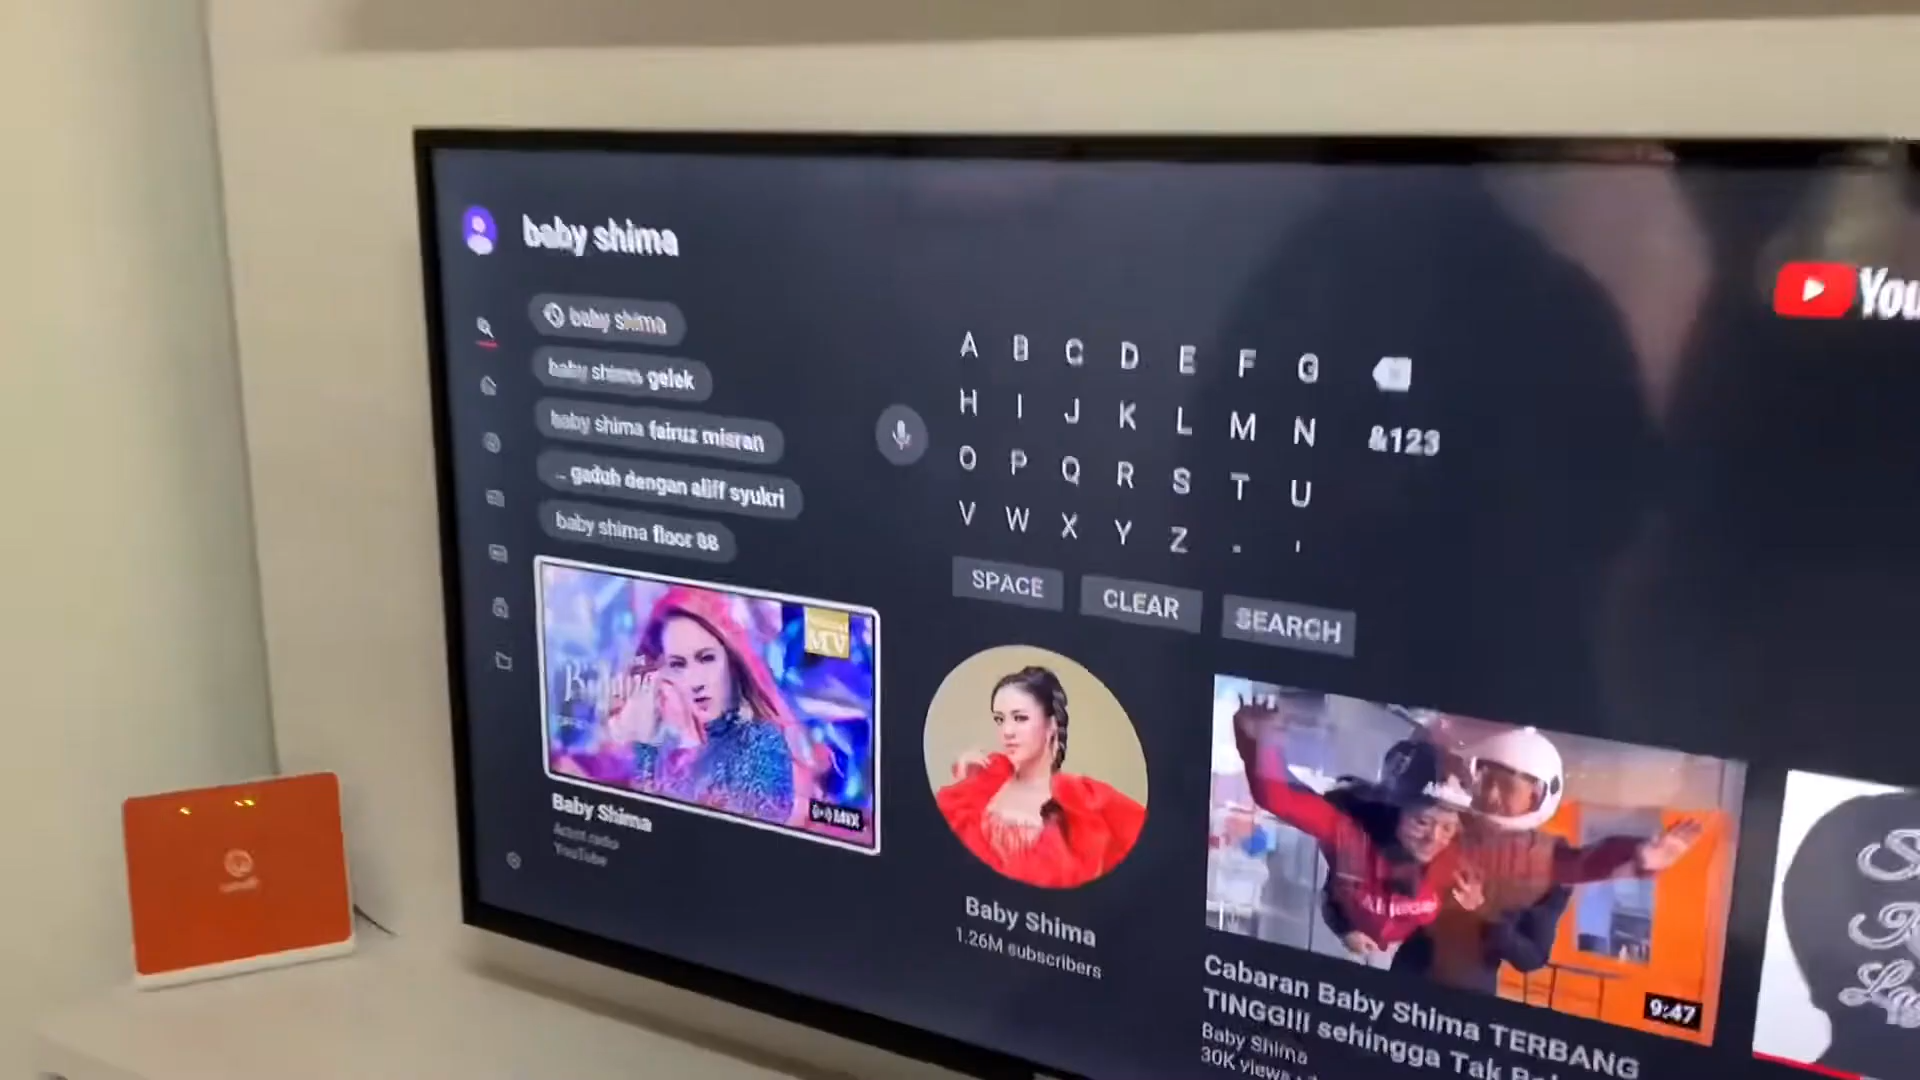 baby shima
baby shima
baby shima gelek
baby shima fairuz misran
... gaduh dengan aliff syukri
baby shima floor 88
A B C D E F G
H I J K L M N &123
O P Q R S T U
V W X Y Z - '
SPACE CLEAR SEARCH
You
MV
MIX
Baby Shima
Artist radio
YouTube
Baby Shima
1.26M subscribers
9:47
Cabaran Baby Shima TERBANG
TINGGI!! sehingga Tak
Baby Shima
30K views